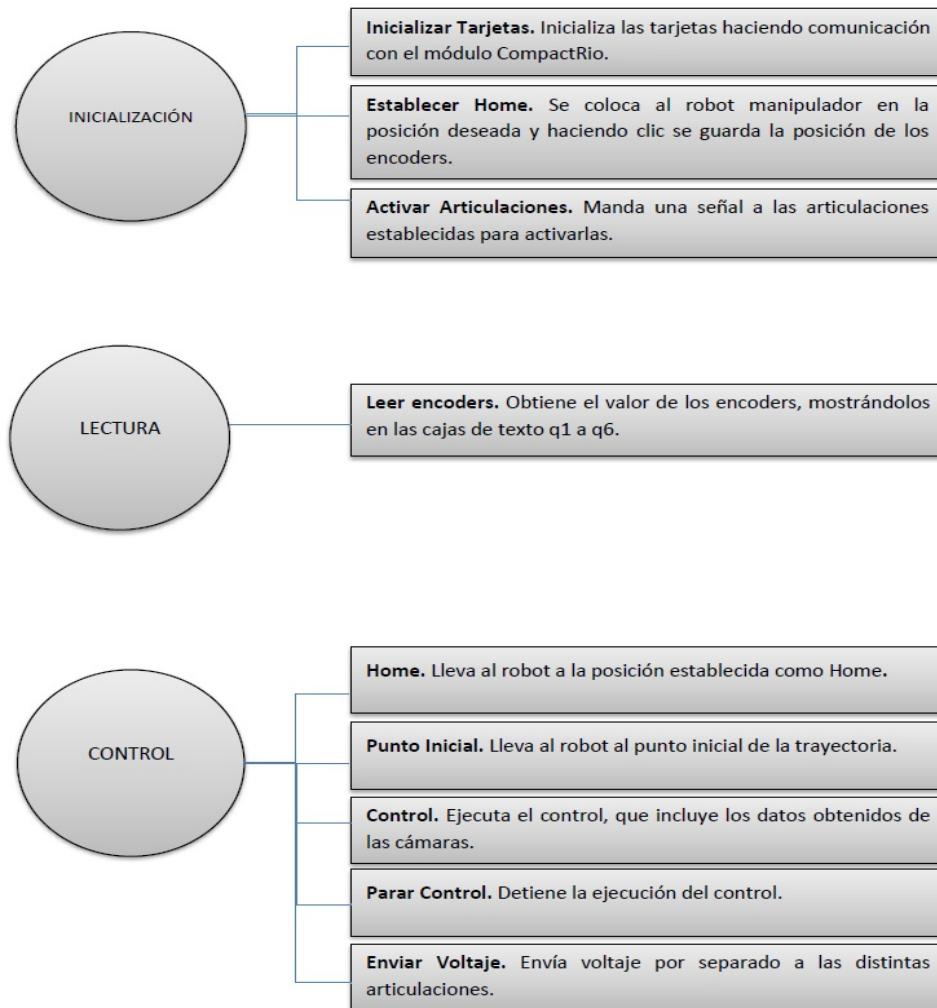 INICIALIZACIÓN
Inicializar Tarjetas. Inicializa las tarjetas haciendo comunicación
con el módulo CompactRio.
Establecer Home. Se coloca al robot manipulador en la
posición deseada y haciendo clic se guarda la posición de los
encoders.
Activar Articulaciones. Manda una señal a las articulaciones
establecidas para activarlas.
LECTURA
Leer encoders. Obtiene el valor de los encoders, mostrándolos
en las cajas de texto q1 a q6.
CONTROL
Home. Lleva al robot a la posición establecida como Home.
Punto Inicial. Lleva al robot al punto inicial de la trayectoria.
Control. Ejecuta el control, que incluye los datos obtenidos de
las cámaras.
Parar Control. Detiene la ejecución del control.
Enviar Voltaje. Envía voltaje por separado a las distintas
articulaciones.